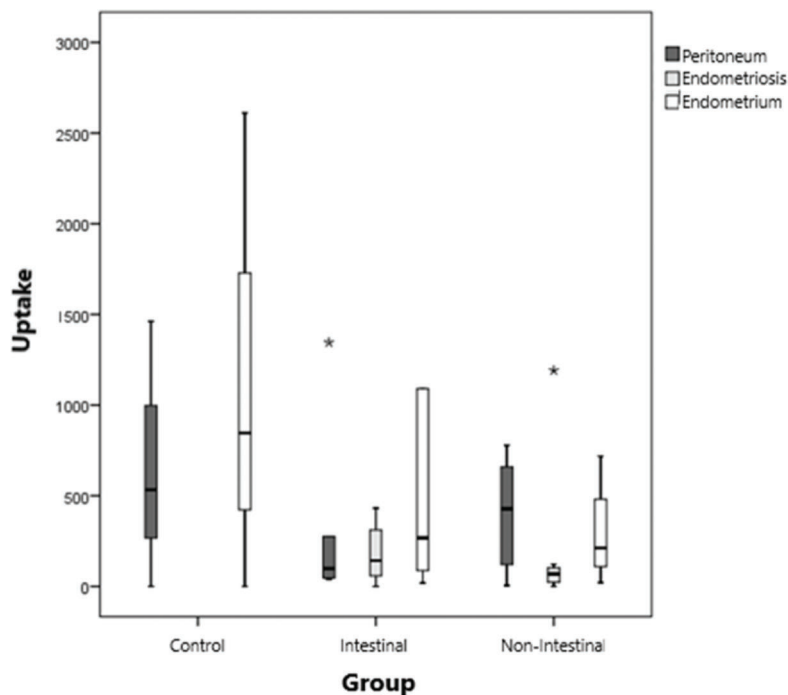 3000
2500
2000
1500
1000
500
0
Uptake
Control
Intestinal
Non-Intestinal
Group
Peritoneum
Endometriosis
Endometrium